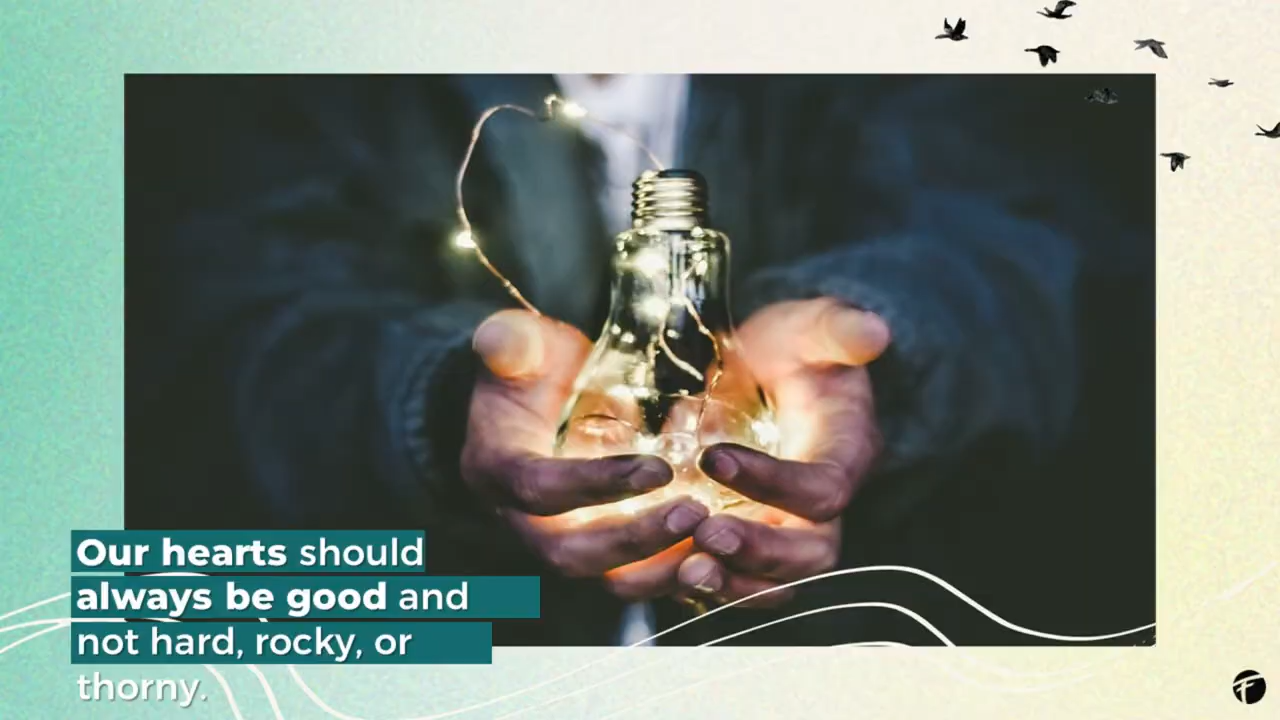 Our hearts should
always be good and
not hard, rocky, or
thorny.